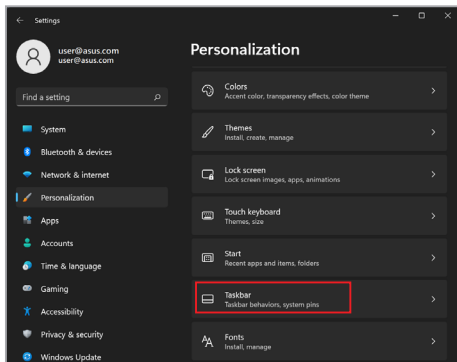 Settings
user@asus.com
user@asus.com
Find a setting
System
Bluetooth & devices
Network & internet
Personalization
Apps
Accounts
Time & language
Gaming
Accessibility
Privacy & security
Windows Update
Personalization
Colors
Accent color, transparency effects, color theme
Themes
Install, create, manage
Lock screen
Lock screen images, apps, animations
Touch keyboard
Themes, size
Start
Recent apps and items, folders
Taskbar
Taskbar behaviors, system pins
Fonts
Install, manage